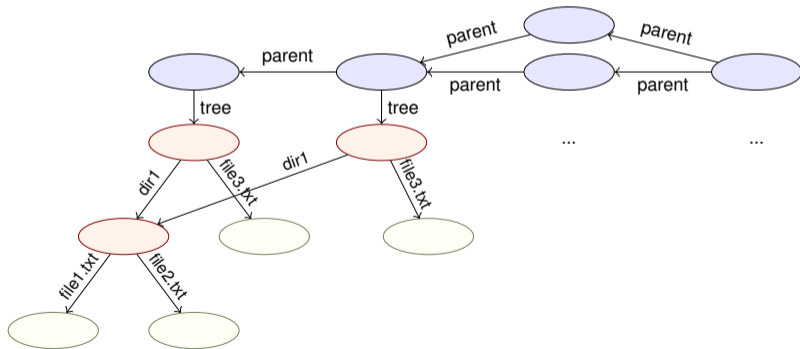 parent
parent
parent
parent
parent
tree
tree
...
...
dir1
file3.txt
dir1
file3.txt
file1.txt
file2.txt